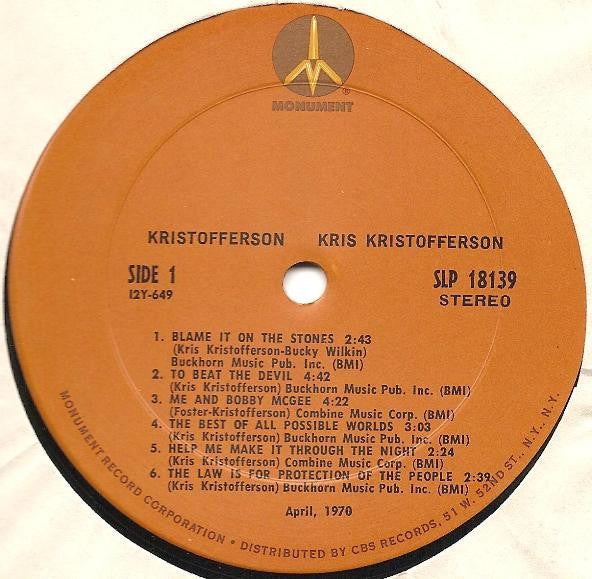 ®
MONUMENT
KRISTOFFERSON KRIS KRISTOFFERSON
SIDE 1 SLP 18139
12Y-649 STEREO
1. BLAME IT ON THE STONES 2:43
(Kris Kristofferson-Bucky Wilkin)
Buckhorn Music Pub. Inc. (BMI)
2. TO BEAT THE DEVIL 4:42
(Kris Kristofferson) Buckhorn Music Pub. Inc. (BMI)
3. ME AND BOBBY MCGEE 4:22
(Foster-Kristofferson) Combine Music Corp. (BMI)
4. THE BEST OF ALL POSSIBLE WORLDS 3:03
(Kris Kristofferson) Buckhorn Music Pub. Inc. (BMI)
5. HELP ME MAKE IT THROUGH THE NIGHT 2:24
(Kris Kristofferson) Combine Music Corp. (BMI)
6. THE LAW IS FOR PROTECTION OF THE PEOPLE 2:39
(Kris Kristofferson) Buckhorn Music Pub. Inc. (BMI)
April, 1970
MONUMENT RECORD CORPORATION • DISTRIBUTED BY CBS RECORDS, 51 W. 52ND ST., N.Y., N.Y.